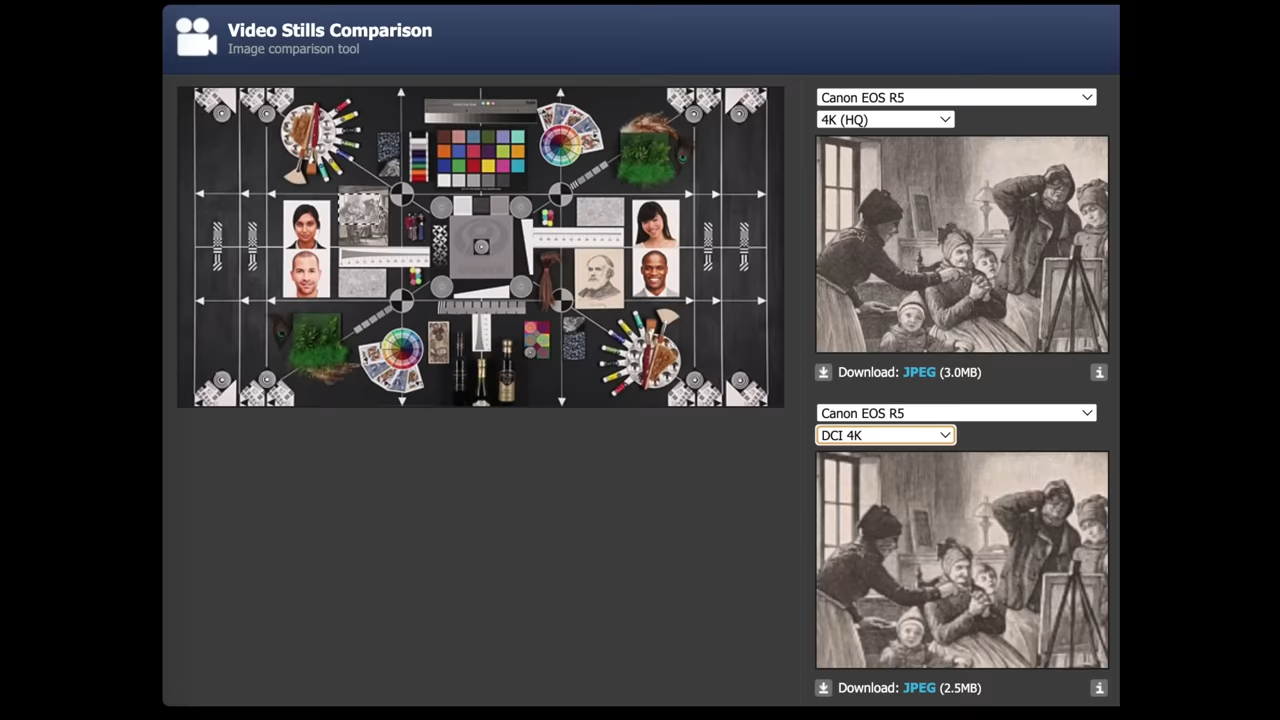 Video Stills Comparison
Image comparison tool
Canon EOS R5
4K (HQ)
Download: JPEG (3.0MB)
Canon EOS R5
DCI 4K
Download: JPEG (2.5MB)